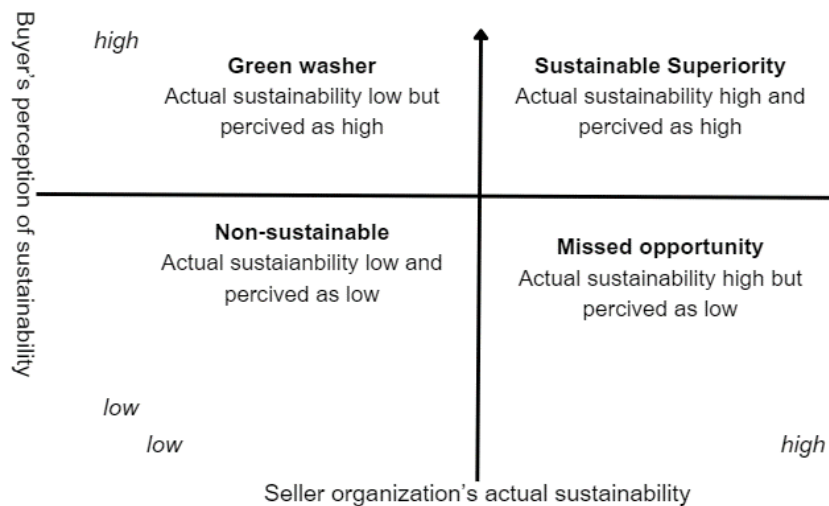 Buyer's perception of sustainability
high
Green washer
Actual sustainability low but
percived as high
Sustainable Superiority
Actual sustainability high and
percived as high
Non-sustainable
Actual sustaianbility low and
percived as low
Missed opportunity
Actual sustainability high but
percived as low
low
low
high
Seller organization's actual sustainability